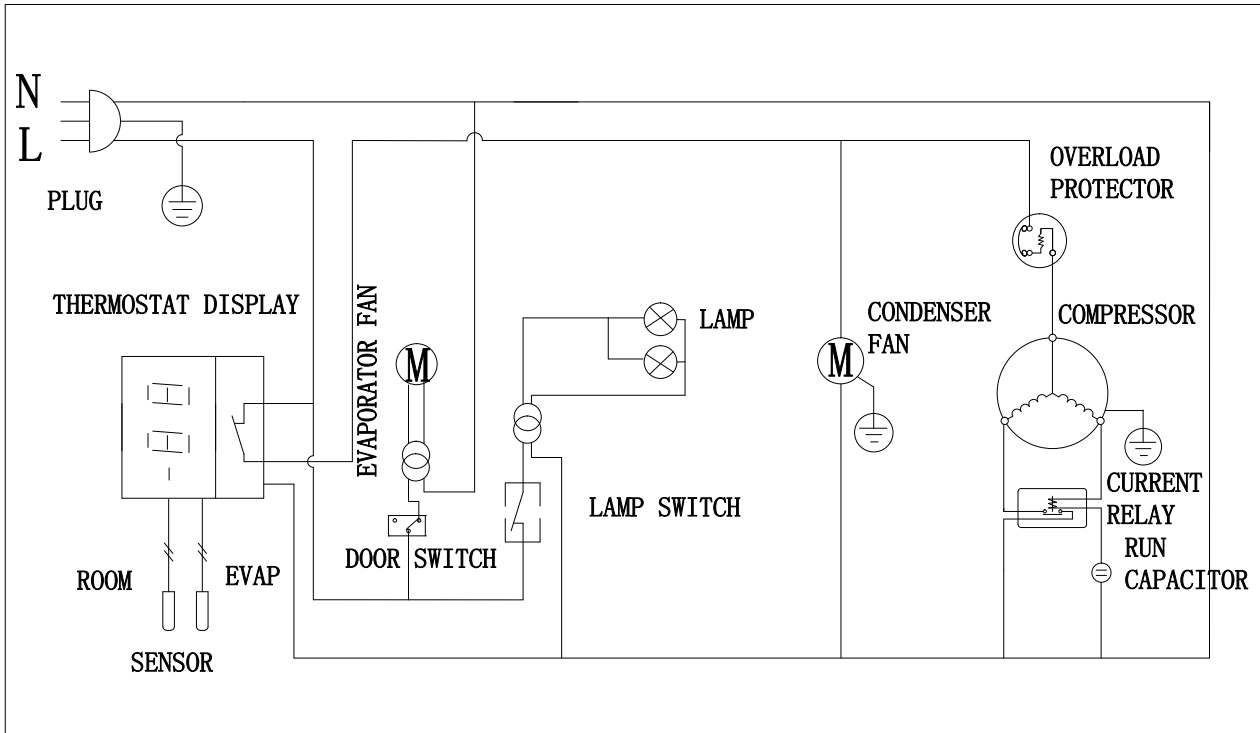 N
L
PLUG
OVERLOAD
PROTECTOR
THERMOSTAT DISPLAY
EVAPORATOR FAN
M
LAMP
CONDENSER
FAN
M
COMPRESSOR
LAMP SWITCH
DOOR SWITCH
CURRENT
RELAY
RUN
CAPACITOR
ROOM
EVAP
SENSOR